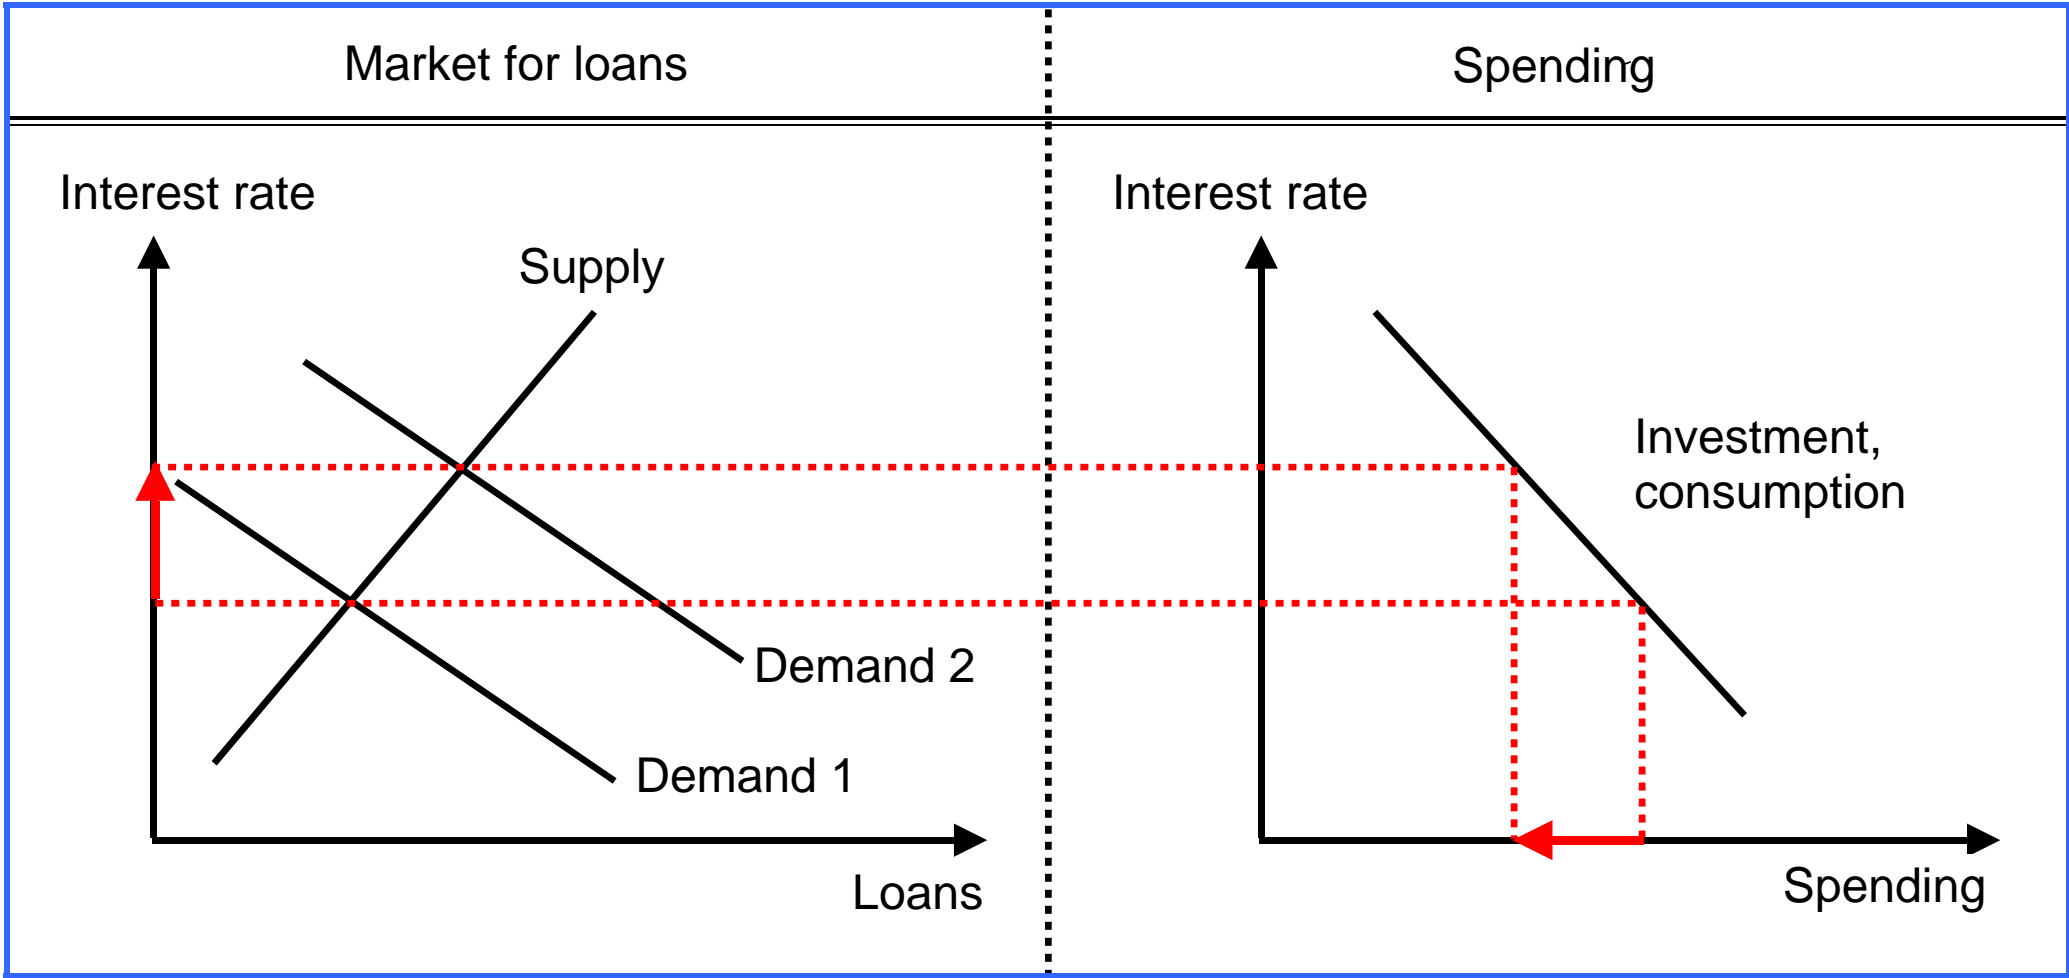 Market for loans
Spending
Interest rate
Supply
Demand 2
Demand 1
Loans
Interest rate
Investment,
consumption
Spending